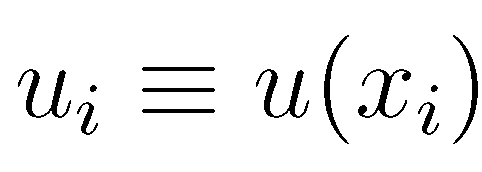 u_i ≡ u(x_i)